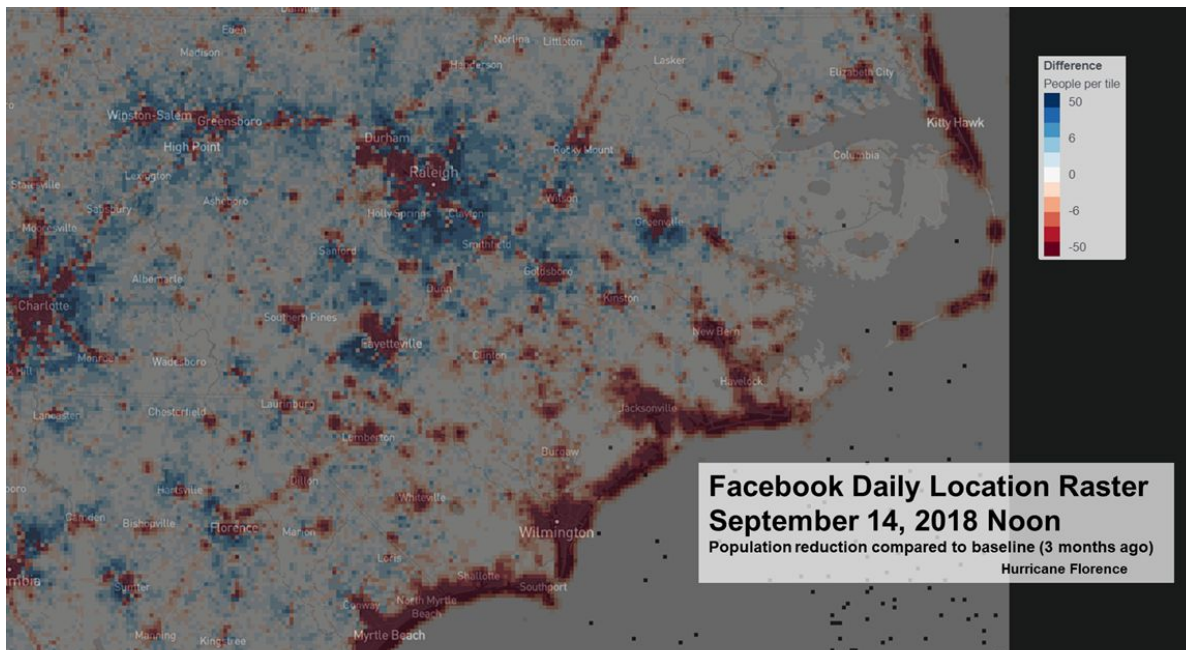 Danville
Eden
Norlina
Littleton
Madison
Henderson
Lasker
Elizabeth City
Winston-Salem
Greensboro
Kitty Hawk
Durham
High Point
Rocky Mount
Columbia
Raleigh
Lexington
Statesville
Asheboro
Wilson
Salisbury
Holly Springs
Clayton
Mooresville
Greenville
Smithfield
Sanford
Goldsboro
Albemarle
Dunn
Charlotte
Kinston
Southern Pines
New Bern
Fayetteville
Monroe
Clinton
Wadesboro
Havelock
Laurinburg
Jacksonville
Lancaster
Chesterfield
Lumberton
Burgaw
Dillon
Hartsville
Whiteville
Camden
Bishopville
Florence
Marion
Wilmington
Loris
Shallotte
Sumter
Southport
North Myrtle
Beach
Conway
Myrtle Beach
Manning
Kingstree
Difference
People per tile
50
6
0
-6
-50
Facebook Daily Location Raster
September 14, 2018 Noon
Population reduction compared to baseline (3 months ago)
Hurricane Florence